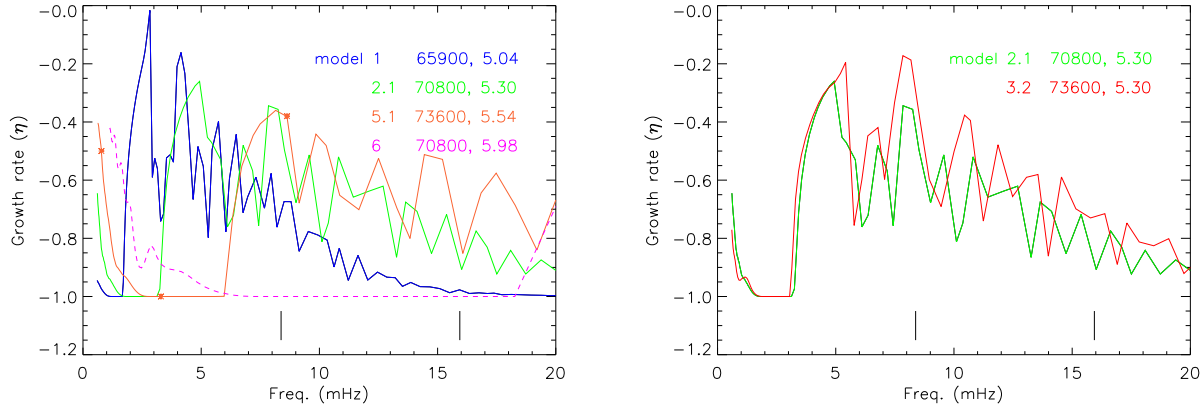 model 1 65900, 5.04
2.1 70800, 5.30
5.1 73600, 5.54
6 70800, 5.98
Growth rate (η)
-0.0
-0.2
-0.4
-0.6
-0.8
-1.0
-1.2
0 5 10 15 20
Freq. (mHz)
model 2.1 70800, 5.30
3.2 73600, 5.30
Growth rate (η)
-0.0
-0.2
-0.4
-0.6
-0.8
-1.0
-1.2
0 5 10 15 20
Freq. (mHz)